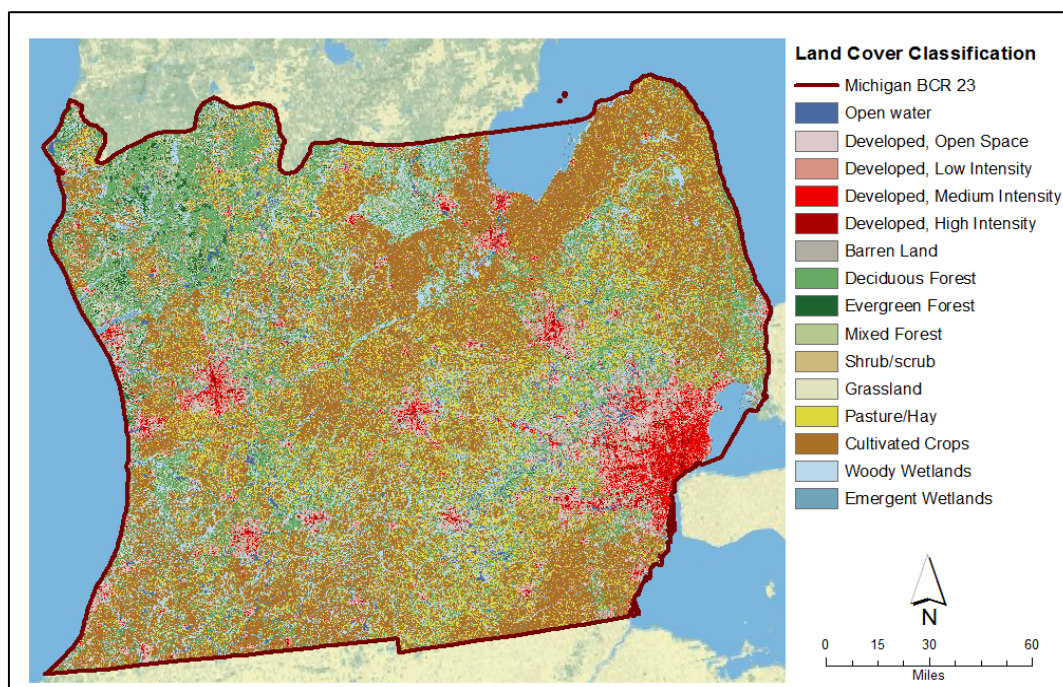 Land Cover Classification
Michigan BCR 23
Open water
Developed, Open Space
Developed, Low Intensity
Developed, Medium Intensity
Developed, High Intensity
Barren Land
Deciduous Forest
Evergreen Forest
Mixed Forest
Shrub/scrub
Grassland
Pasture/Hay
Cultivated Crops
Woody Wetlands
Emergent Wetlands
N
0 15 30 60
Miles